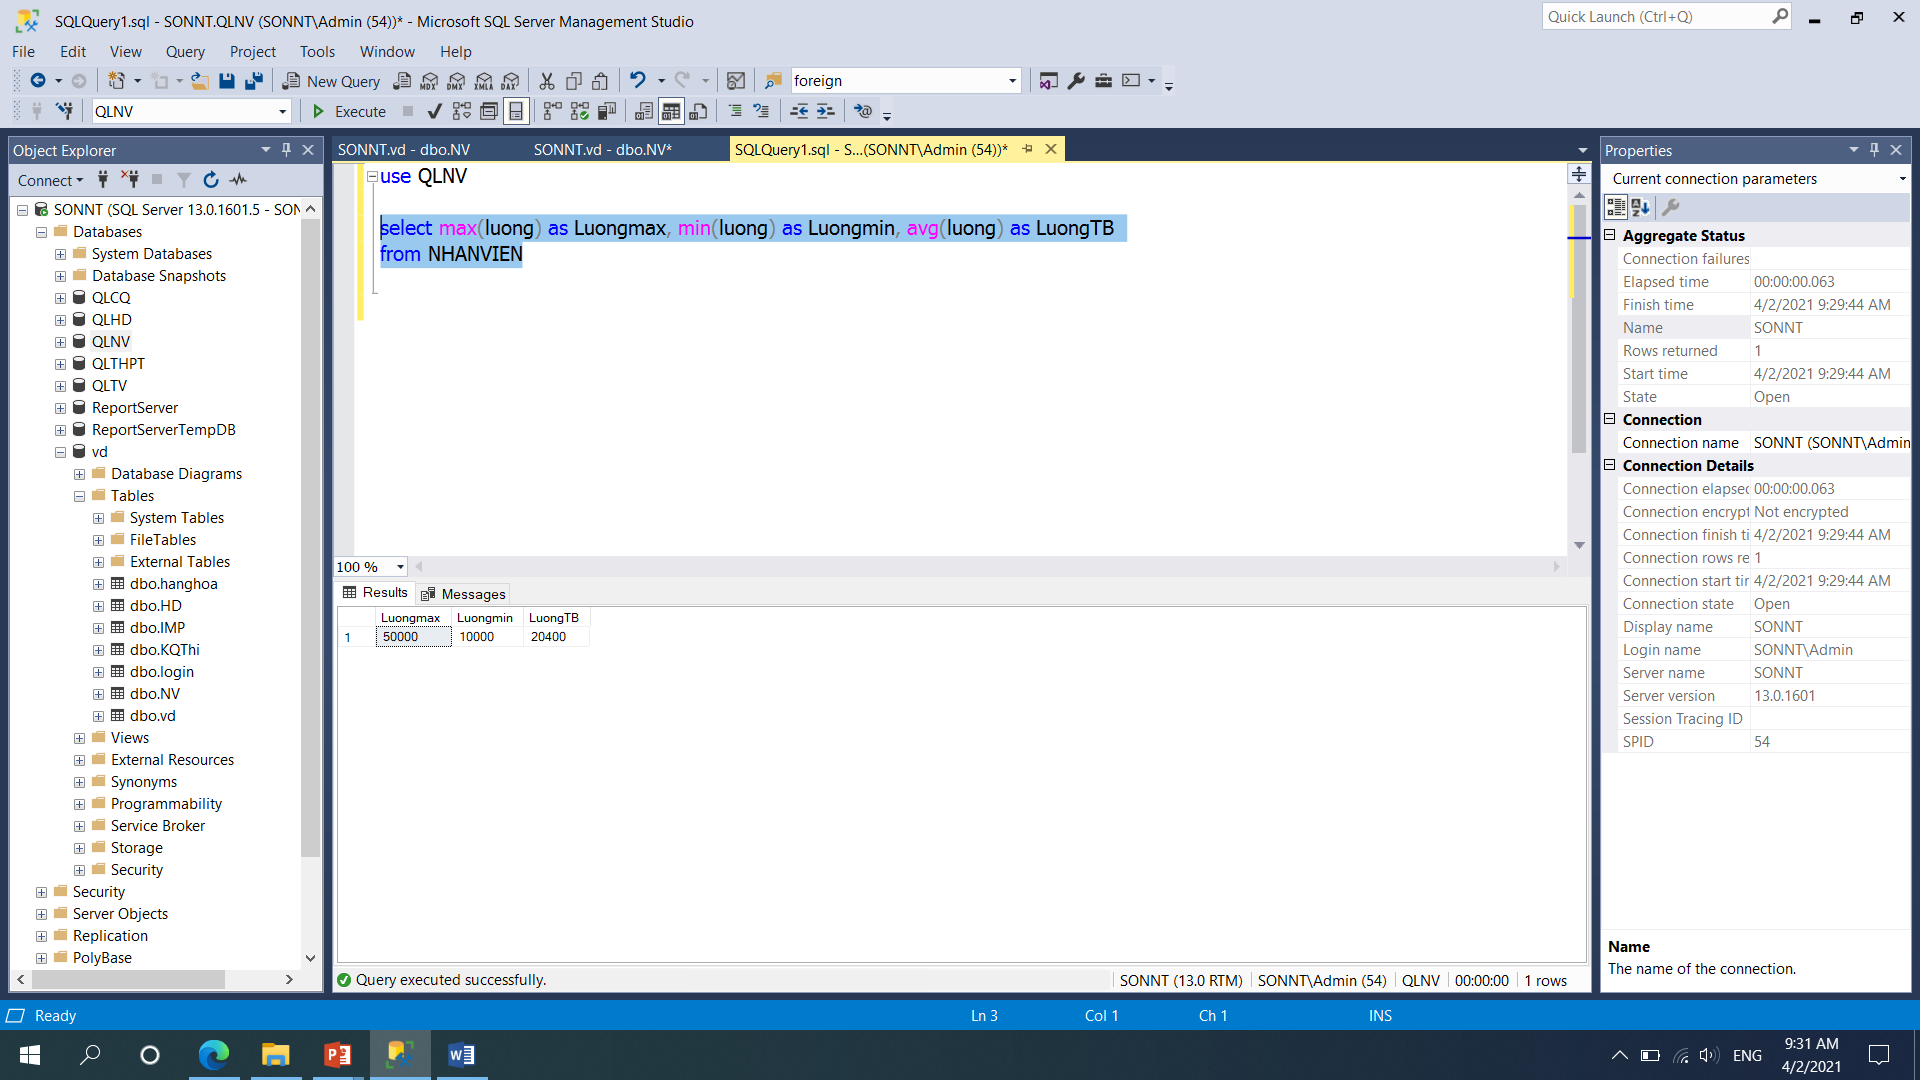 SQLQuery1.sql - SONNT.QLNV (SONNT\Admin (54))* - Microsoft SQL Server Management Studio
Quick Launch (Ctrl+Q)
File Edit View Query Project Tools Window Help
New Query MDX DMX XMLA DAX foreign
QLNV Execute
Object Explorer
Connect
SONNT (SQL Server 13.0.1601.5 - SON
Databases
System Databases
Database Snapshots
QLCQ
QLHD
QLNV
QLTHPT
QLTV
ReportServer
ReportServerTempDB
vd
Database Diagrams
Tables
System Tables
FileTables
External Tables
dbo.hanghoa
dbo.HD
dbo.IMP
dbo.KQThi
dbo.login
dbo.NV
dbo.vd
Views
External Resources
Synonyms
Programmability
Service Broker
Storage
Security
Security
Server Objects
Replication
PolyBase
SONNT.vd - dbo.NV SONNT.vd - dbo.NV* SQLQuery1.sql - S...(SONNT\Admin (54))*
use QLNV
select max(luong) as Luongmax, min(luong) as Luongmin, avg(luong) as LuongTB
from NHANVIEN
100 %
Results Messages
Luongmax Luongmin LuongTB
1 50000 10000 20400
Query executed successfully. SONNT (13.0 RTM) SONNT\Admin (54) QLNV 00:00:00 1 rows
Properties
Current connection parameters
Aggregate Status
Connection failures
Elapsed time 00:00:00.063
Finish time 4/2/2021 9:29:44 AM
Name SONNT
Rows returned 1
Start time 4/2/2021 9:29:44 AM
State Open
Connection
Connection name SONNT (SONNT\Admin
Connection Details
Connection elapsec 00:00:00.063
Connection encrypt Not encrypted
Connection finish ti 4/2/2021 9:29:44 AM
Connection rows re 1
Connection start tir 4/2/2021 9:29:44 AM
Connection state Open
Display name SONNT
Login name SONNT\Admin
Server name SONNT
Server version 13.0.1601
Session Tracing ID
SPID 54
Name
The name of the connection.
Ready Ln 3 Col 1 Ch 1 INS
ENG 9:31 AM
4/2/2021